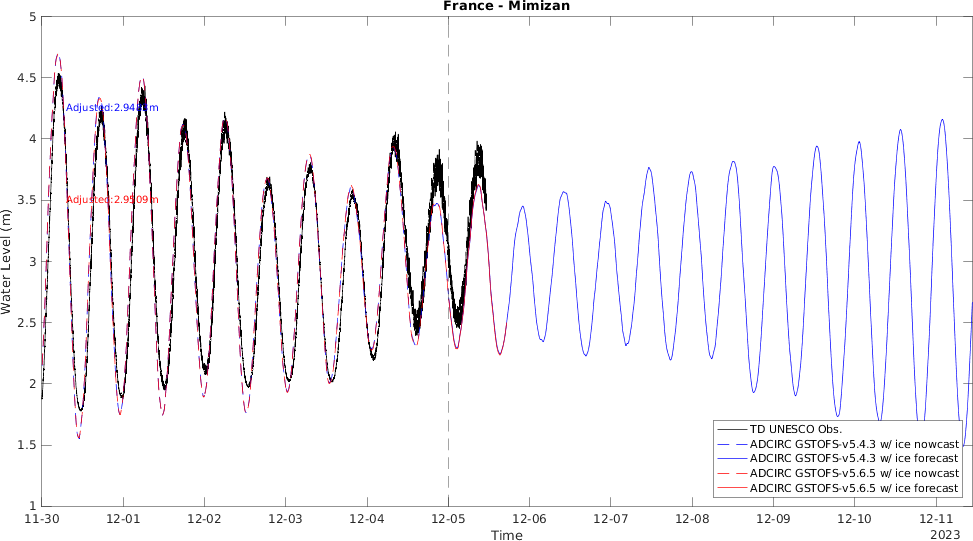 France - Mimizan
Water Level (m)
5
4.5
4
3.5
3
2.5
2
1.5
1
Adjusted:2.9509m
TD UNESCO Obs.
ADCIRC GSTOFS-v5.4.3 w/ ice nowcast
ADCIRC GSTOFS-v5.4.3 w/ ice forecast
ADCIRC GSTOFS-v5.6.5 w/ ice nowcast
ADCIRC GSTOFS-v5.6.5 w/ ice forecast
11-30 12-01 12-02 12-03 12-04 12-05 12-06 12-07 12-08 12-09 12-10 12-11
Time
2023